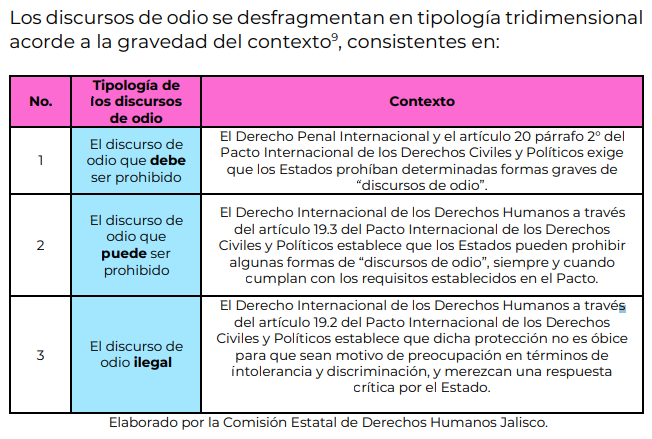 Los discursos de odio se desfragmentan en tipología tridimensional
acorde a la gravedad del contexto⁹, consistentes en:
No.
Tipología de
los discursos
de odio
Contexto
1
El discurso de
odio que debe
ser prohibido
El Derecho Penal Internacional y el artículo 20 párrafo 2° del
Pacto Internacional de los Derechos Civiles y Políticos exige
que los Estados prohíban determinadas formas graves de
“discursos de odio”.
2
El discurso de
odio que
puede ser
prohibido
El Derecho Internacional de los Derechos Humanos a través
del artículo 19.3 del Pacto Internacional de los Derechos
Civiles y Políticos establece que los Estados pueden prohibir
algunas formas de “discursos de odio”, siempre y cuando
cumplan con los requisitos establecidos en el Pacto.
3
El discurso de
odio ilegal
El Derecho Internacional de los Derechos Humanos a través
del artículo 19.2 del Pacto Internacional de los Derechos
Civiles y Políticos establece que dicha protección no es óbice
para que sean motivo de preocupación en términos de
intolerancia y discriminación, y merezcan una respuesta
crítica por el Estado.
Elaborado por la Comisión Estatal de Derechos Humanos Jalisco.